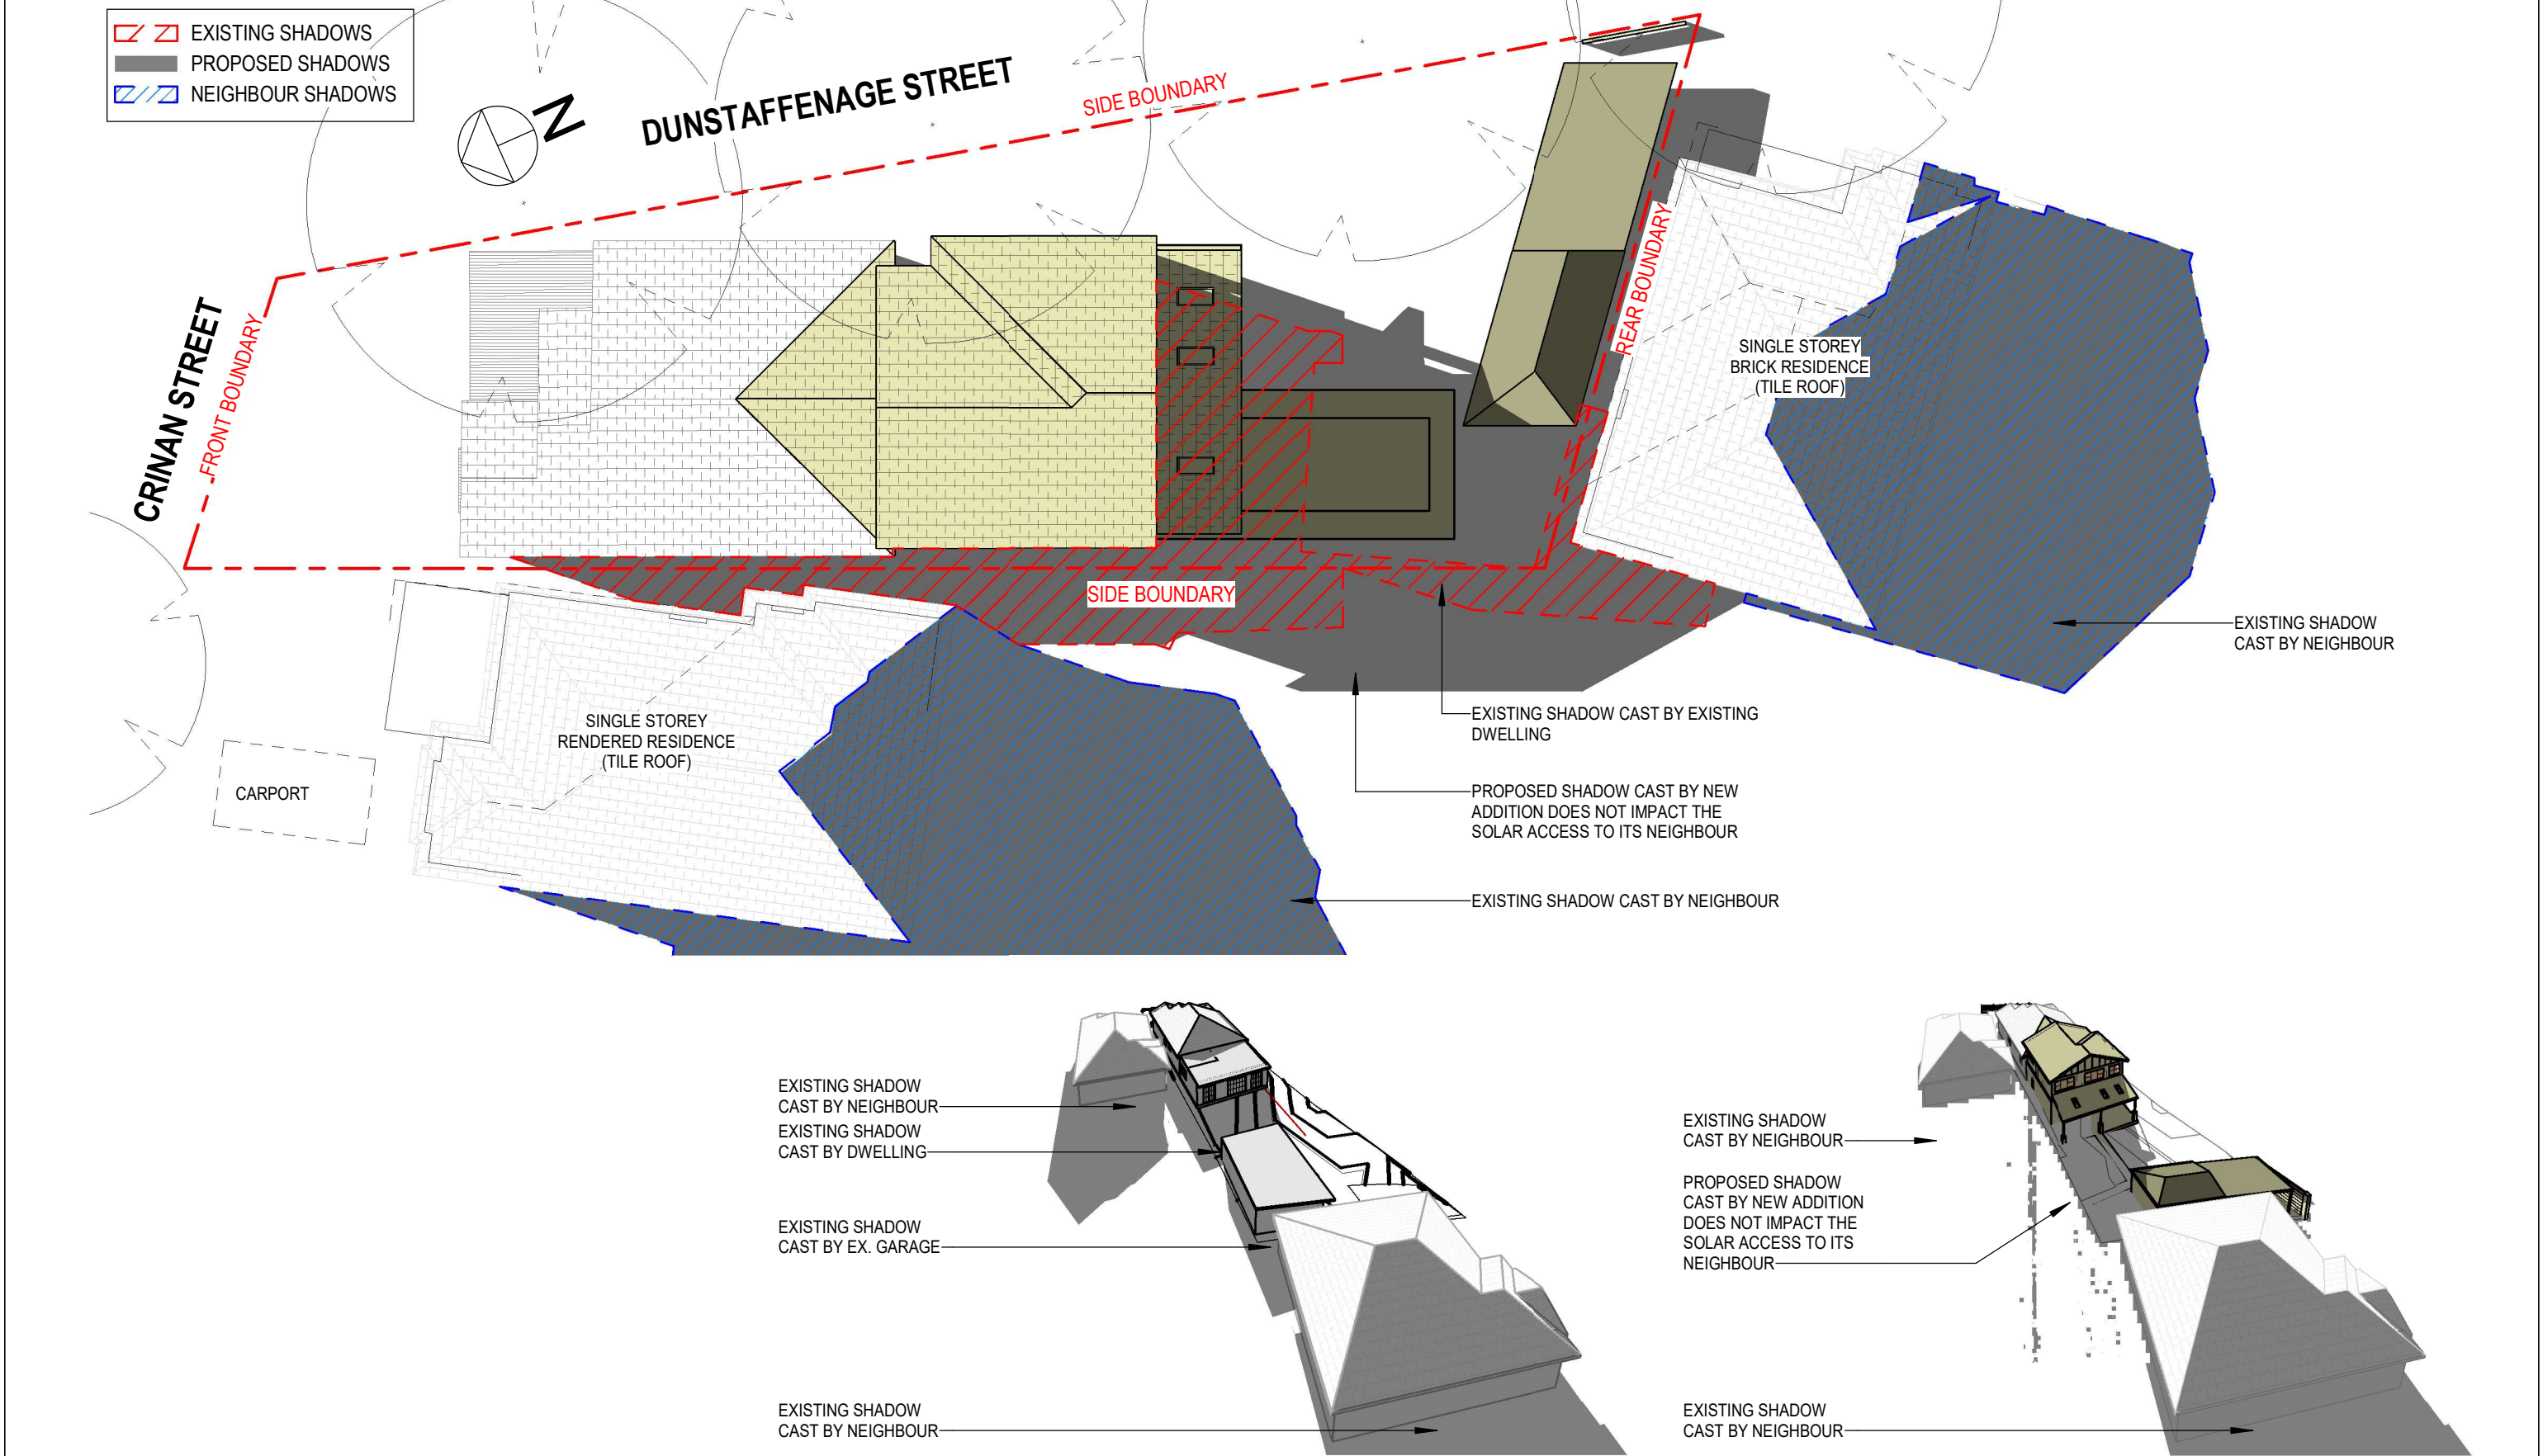 EXISTING SHADOWS
PROPOSED SHADOWS
NEIGHBOUR SHADOWS
N
DUNSTAFFENAGE STREET
SIDE BOUNDARY
CRINAN STREET
FRONT BOUNDARY
REAR BOUNDARY
SINGLE STOREY
BRICK RESIDENCE
(TILE ROOF)
SIDE BOUNDARY
EXISTING SHADOW
CAST BY NEIGHBOUR
SINGLE STOREY
RENDERED RESIDENCE
(TILE ROOF)
CARPORT
EXISTING SHADOW CAST BY EXISTING
DWELLING
PROPOSED SHADOW CAST BY NEW
ADDITION DOES NOT IMPACT THE
SOLAR ACCESS TO ITS NEIGHBOUR
EXISTING SHADOW CAST BY NEIGHBOUR
EXISTING SHADOW
CAST BY NEIGHBOUR
EXISTING SHADOW
CAST BY DWELLING
EXISTING SHADOW
CAST BY EX. GARAGE
EXISTING SHADOW
CAST BY NEIGHBOUR
EXISTING SHADOW
CAST BY NEIGHBOUR
PROPOSED SHADOW
CAST BY NEW ADDITION
DOES NOT IMPACT THE
SOLAR ACCESS TO ITS
NEIGHBOUR
EXISTING SHADOW
CAST BY NEIGHBOUR